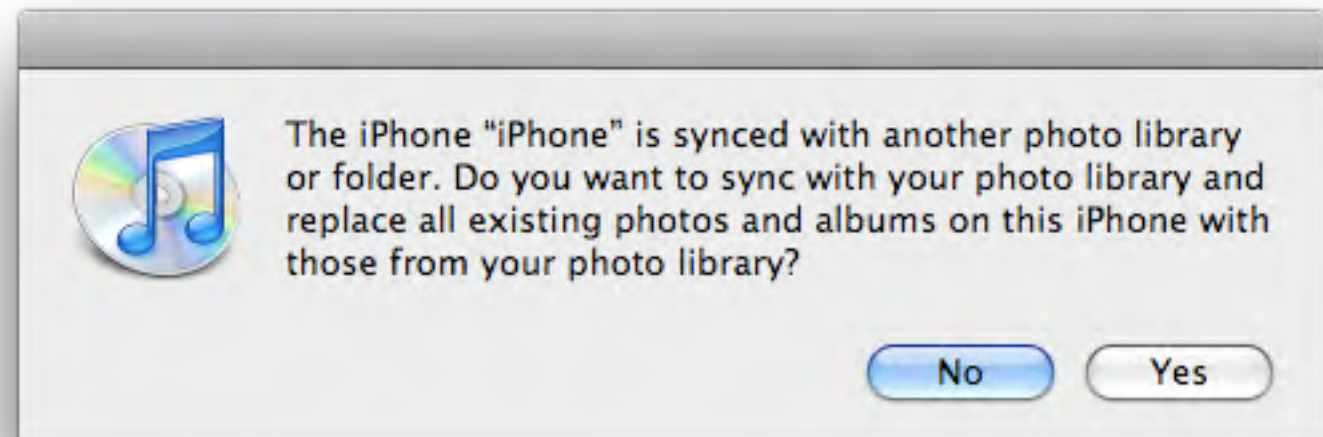 The iPhone “iPhone” is synced with another photo library
or folder. Do you want to sync with your photo library and
replace all existing photos and albums on this iPhone with
those from your photo library?
No Yes